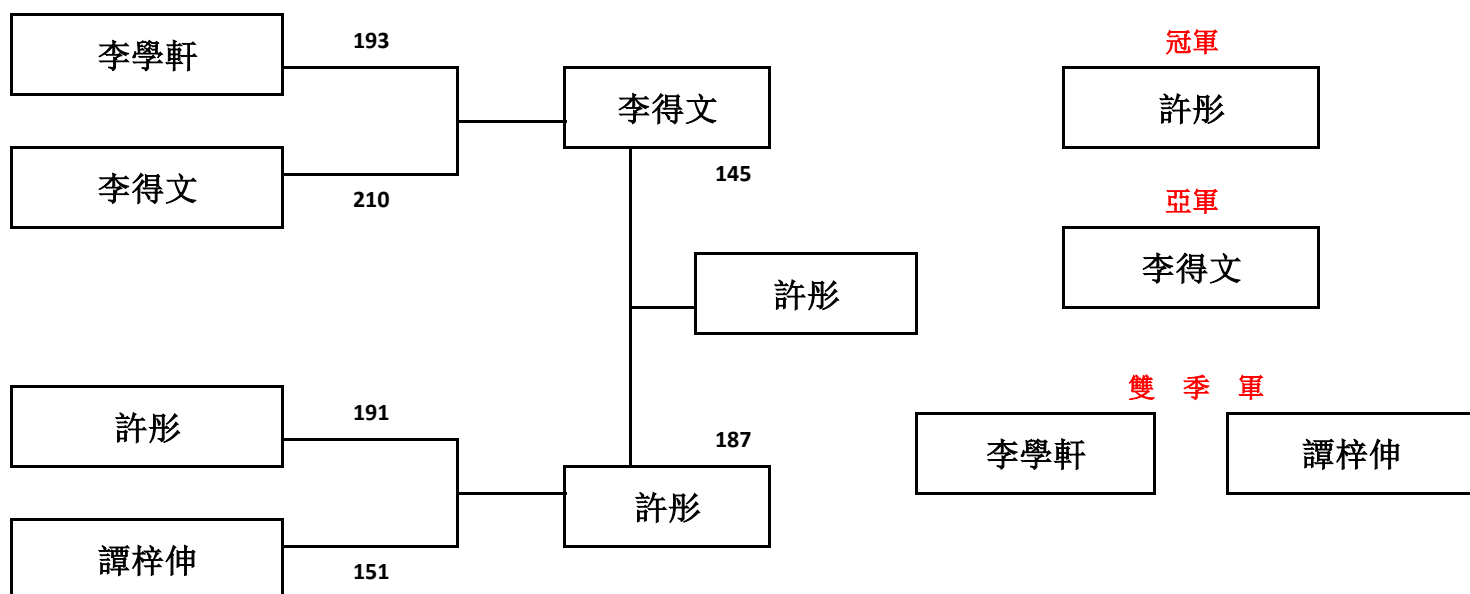 李學軒
193
李得文
210
李得文
145
許彤
許彤
191
譚梓伸
151
187
許彤
冠軍
許彤
亞軍
李得文
雙 季 軍
李學軒
譚梓伸